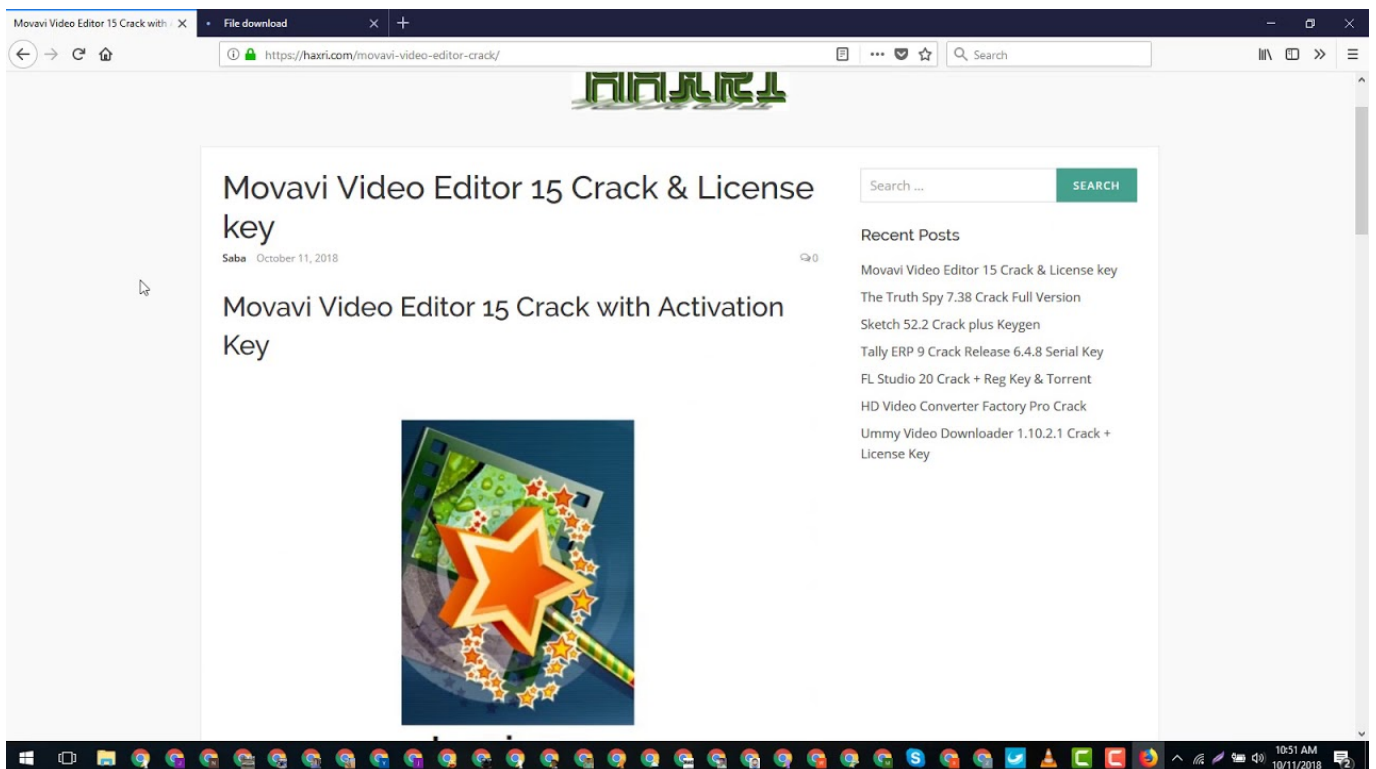 Movavi Video Editor 15 Crack with
File download
https://haxri.com/movavi-video-editor-crack/
Search
HAXRI
Movavi Video Editor 15 Crack & License
key
Saba October 11, 2018
0
Movavi Video Editor 15 Crack with Activation
Key
Search ...
SEARCH
Recent Posts
Movavi Video Editor 15 Crack & License key
The Truth Spy 7.38 Crack Full Version
Sketch 52.2 Crack plus Keygen
Tally ERP 9 Crack Release 6.4.8 Serial Key
FL Studio 20 Crack + Reg Key & Torrent
HD Video Converter Factory Pro Crack
Ummy Video Downloader 1.10.2.1 Crack +
License Key
10:51 AM
10/11/2018
2